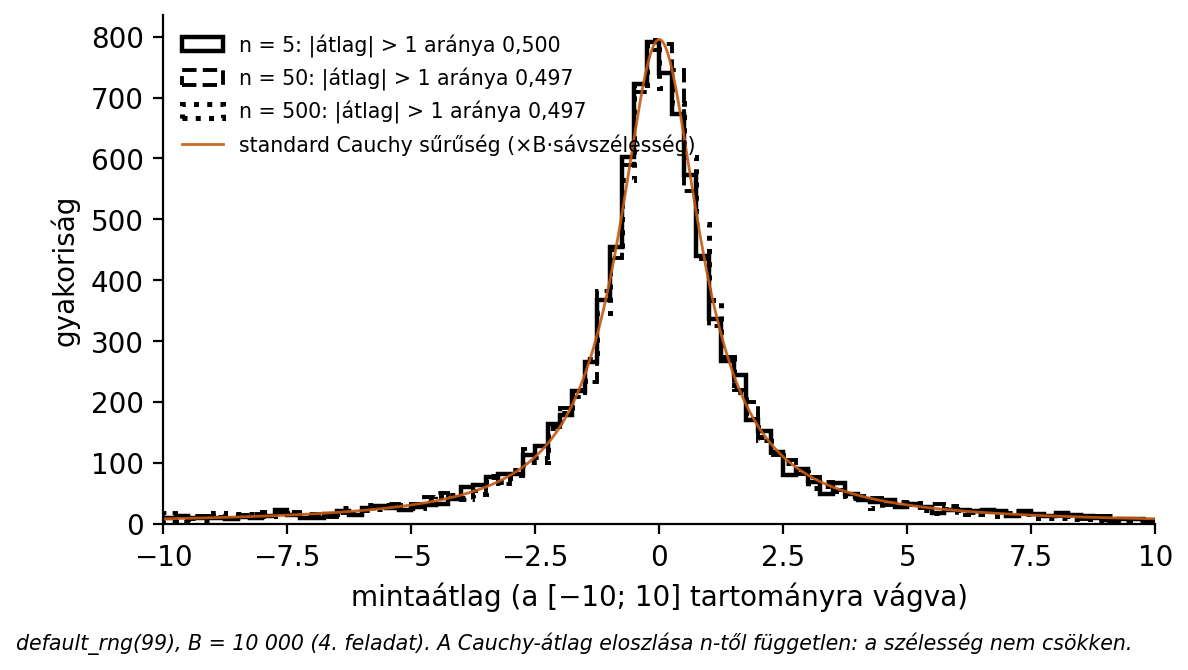 800
700
600
500
400
300
200
100
0
gyakoriság
n = 5: |átlag| > 1 aránya 0,500
n = 50: |átlag| > 1 aránya 0,497
n = 500: |átlag| > 1 aránya 0,497
standard Cauchy sűrűség (×B·sávszélesség)
−10 −7.5 −5 −2.5 0 2.5 5 7.5 10
mintaátlag (a [−10; 10] tartományra vágva)
default_rng(99), B = 10 000 (4. feladat). A Cauchy-átlag eloszlása n-től független: a szélesség nem csökken.